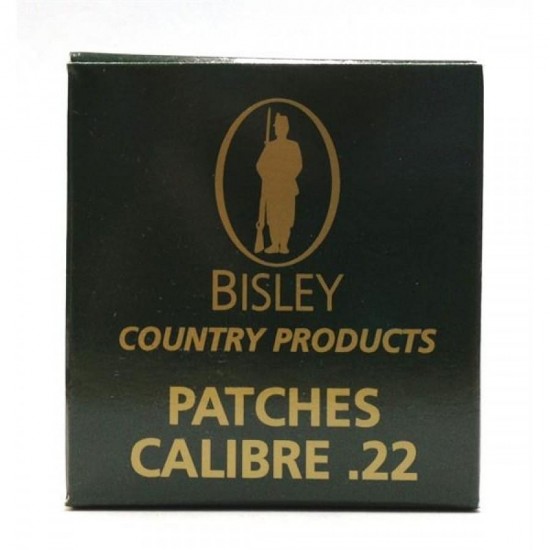 BISLEY
COUNTRY PRODUCTS
PATCHES
CALIBRE .22